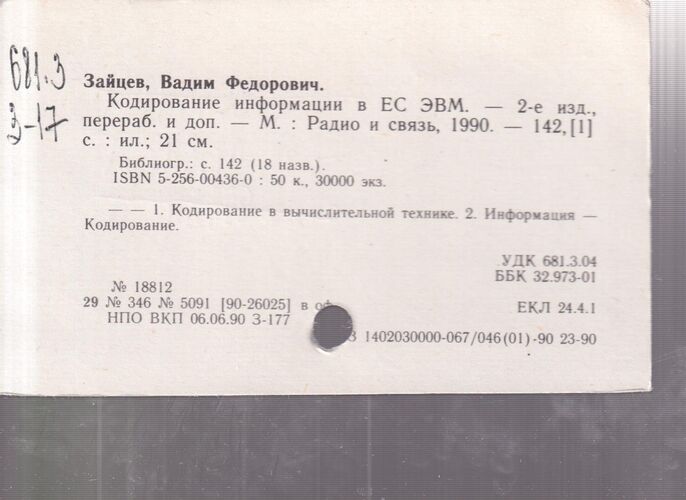 681.3
З-17
Зайцев, Вадим Федорович.
Кодирование информации в ЕС ЭВМ. — 2-е изд.,
перераб. и доп. — М. : Радио и связь, 1990. — 142,[1]
с. : ил.; 21 см.
Библиогр.: с. 142 (18 назв.).
ISBN 5-256-00436-0 : 50 к., 30000 экз.
— — 1. Кодирование в вычислительной технике. 2. Информация —
Кодирование.
УДК 681.3.04
ББК 32.973-01
№ 18812
29 № 346 № 5091 [90-26025] в
ЕКЛ 24.4.1
НПО ВКП 06.06.90 З-177
1402030000-067/046(01)-90 23-90